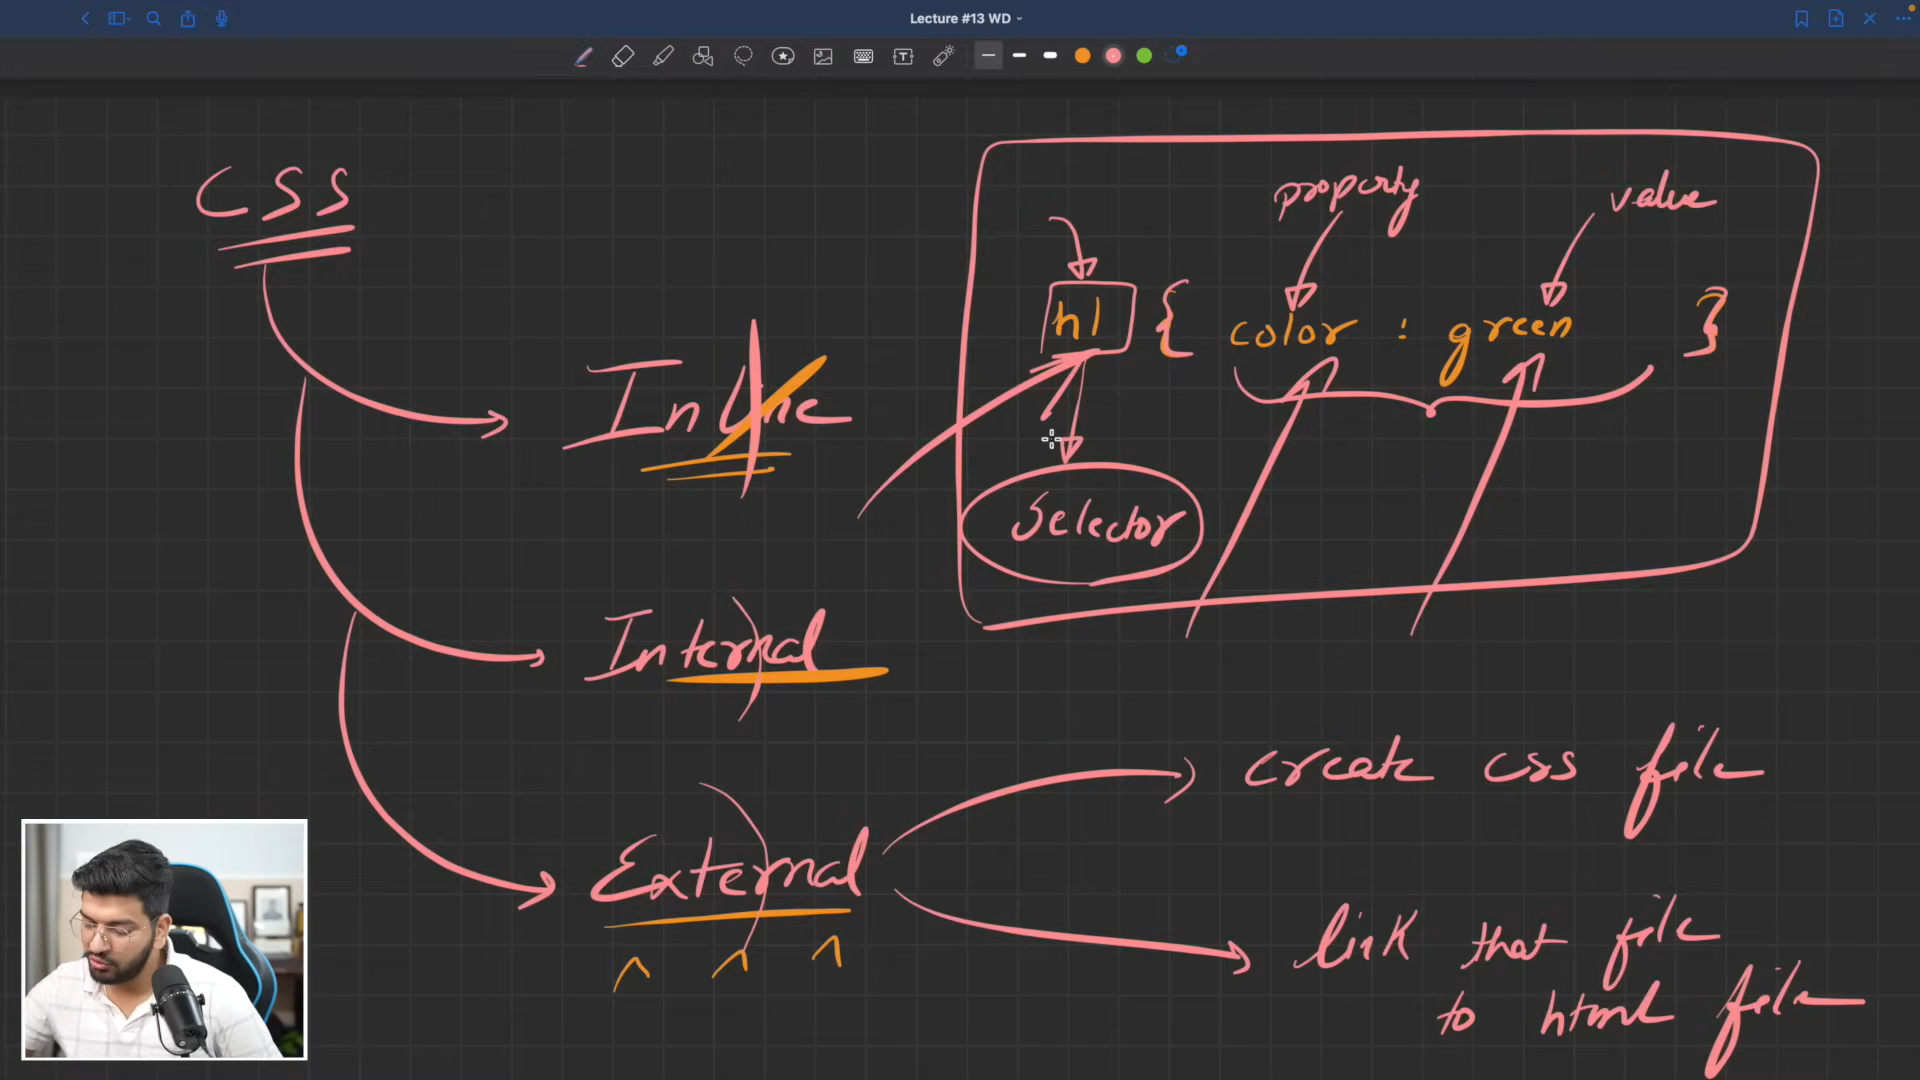 Lecture #13 WD
CSS
property
value
h1 { color : green }
Inline
Selector
Internal
create css file
External
link that file
to html file